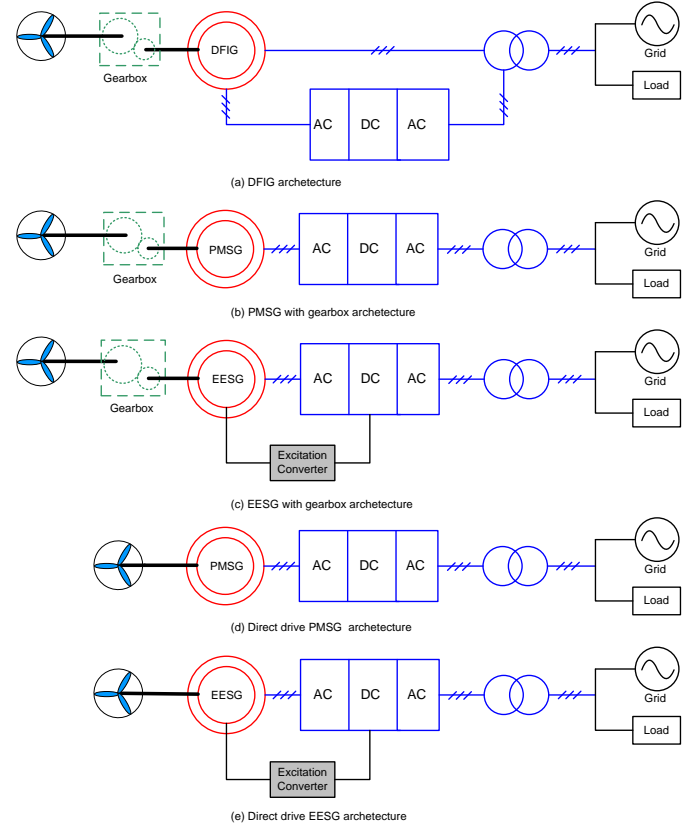 DFIG
Gearbox
Grid
Load
AC
DC
AC
(a) DFIG archetecture
PMSG
AC
DC
AC
Gearbox
Grid
Load
(b) PMSG with gearbox archetecture
EESG
AC
DC
AC
Gearbox
Grid
Load
Excitation
Converter
(c) EESG with gearbox archetecture
PMSG
AC
DC
AC
Grid
Load
(d) Direct drive PMSG archetecture
EESG
AC
DC
AC
Grid
Load
Excitation
Converter
(e) Direct drive EESG archetecture